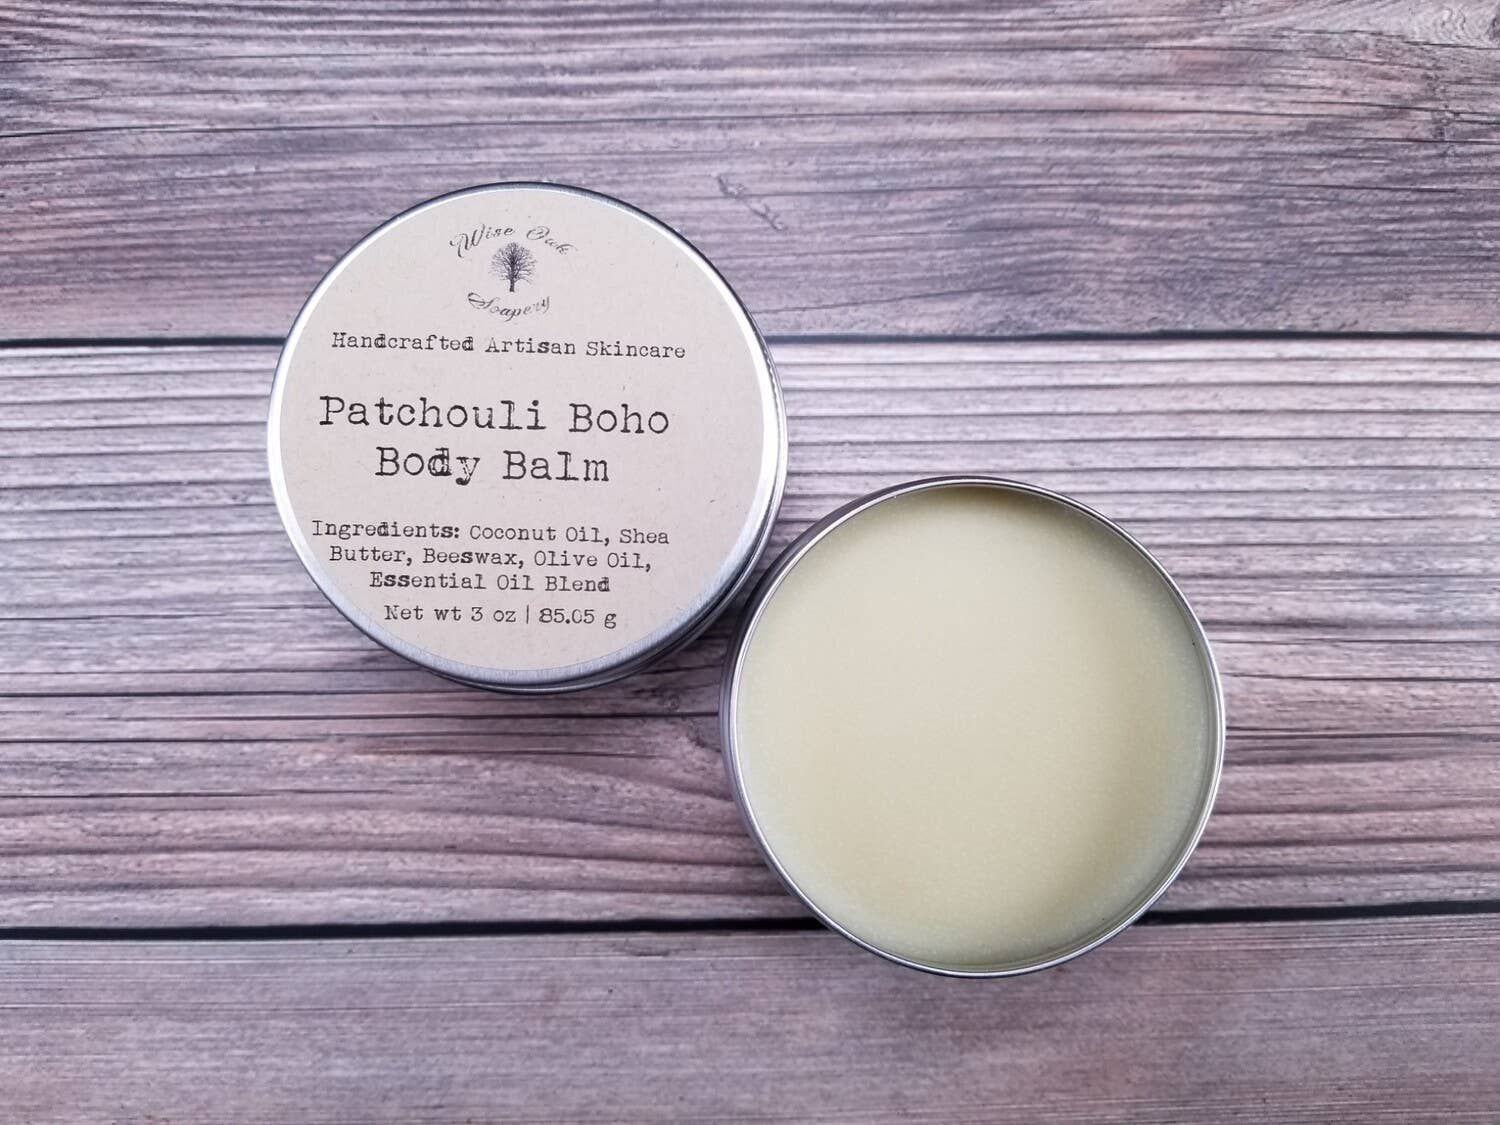 Wise Oak
Soapery
Handcrafted Artisan Skincare
Patchouli Boho
Body Balm
Ingredients: Coconut Oil, Shea
Butter, Beeswax, Olive Oil,
Essential Oil Blend
Net wt 3 oz | 85.05 g